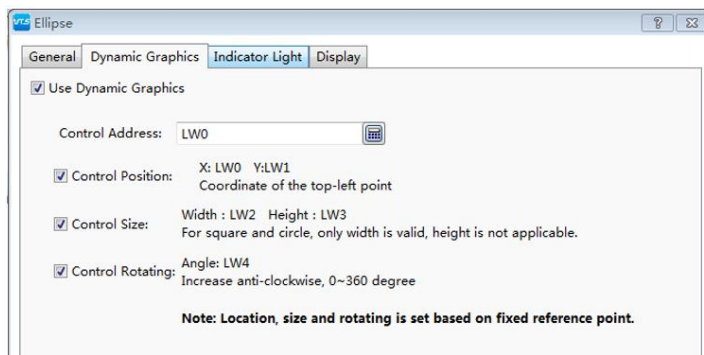 VTS Ellipse
General Dynamic Graphics Indicator Light Display
Use Dynamic Graphics
Control Address: LW0
Control Position: X: LW0 Y:LW1
Coordinate of the top-left point
Control Size: Width : LW2 Height : LW3
For square and circle, only width is valid, height is not applicable.
Control Rotating: Angle: LW4
Increase anti-clockwise, 0~360 degree
Note: Location, size and rotating is set based on fixed reference point.